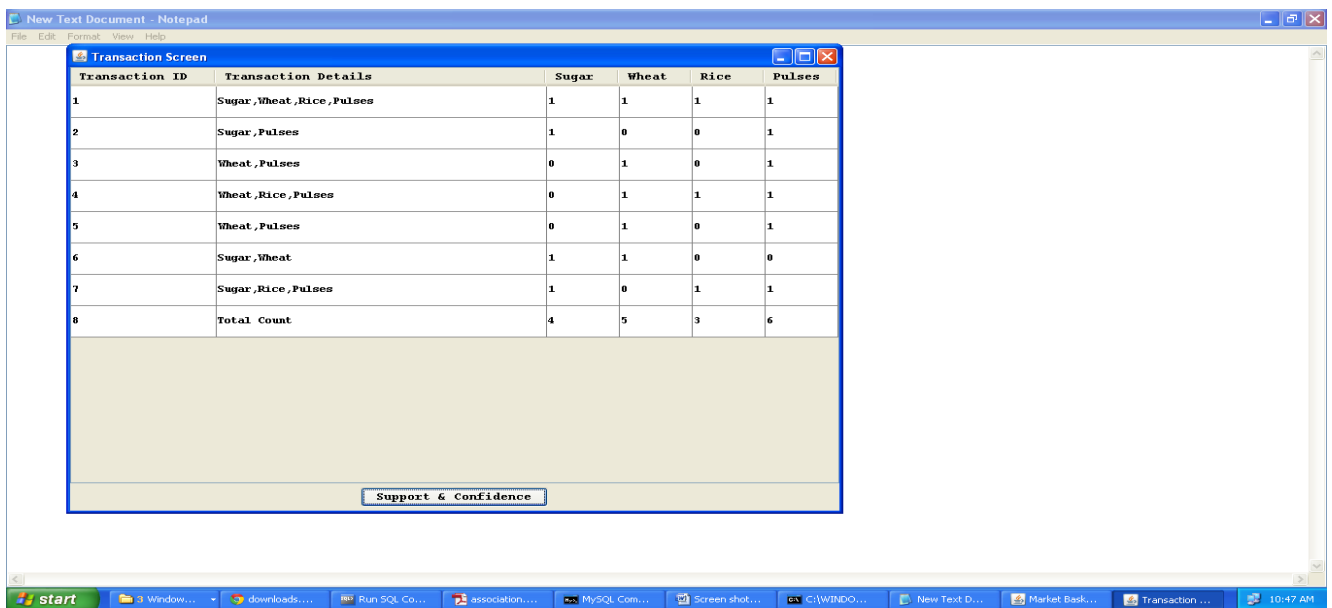 New Text Document - Notepad
File Edit Format View Help
Transaction Screen
Transaction ID Transaction Details Sugar Wheat Rice Pulses
1 Sugar,Wheat,Rice,Pulses 1 1 1 1
2 Sugar,Pulses 1 0 0 1
3 Wheat,Pulses 0 1 0 1
4 Wheat,Rice,Pulses 0 1 1 1
5 Wheat,Pulses 0 1 0 1
6 Sugar,Wheat 1 1 0 0
7 Sugar,Rice,Pulses 1 0 1 1
8 Total Count 4 5 3 6
Support & Confidence
start 3 Window... downloads.... Run SQL Co... association.... MySQL Com... Screen shot... C:\WINDO... New Text D... Market Bask... Transaction ... 10:47 AM